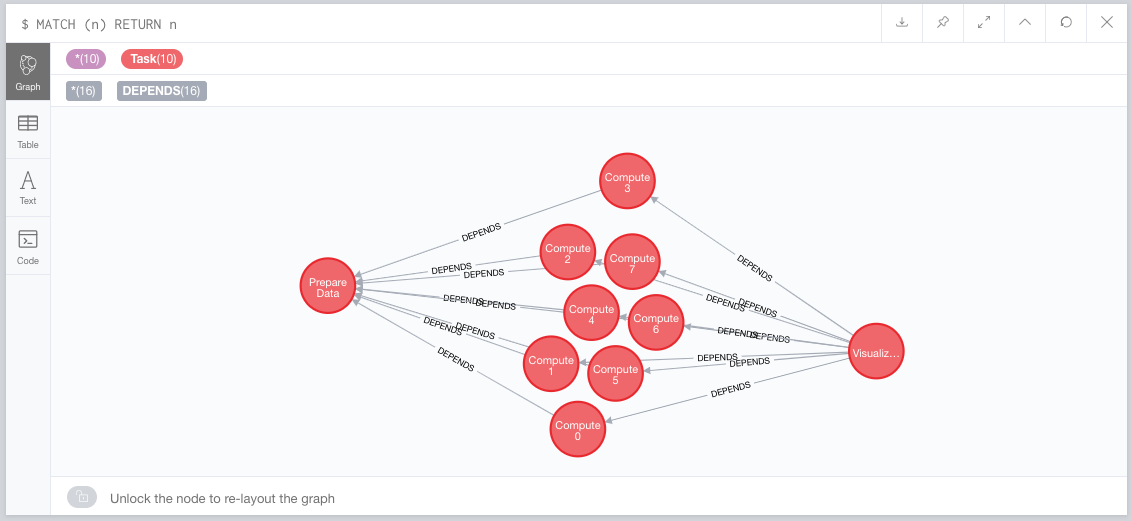 $ MATCH (n) RETURN n
*(10) Task(10)
*(16) DEPENDS(16)
Graph
Table
Text
Code
Compute
3
DEPENDS
DEPENDS
Compute
2
Compute
7
DEPENDS
DEPENDS
Prepare
Data
DEPENDS
DEPENDS
Compute
4
Compute
6
DEPENDS
DEPENDS
DEPENDS
DEPENDS
DEPENDS
DEPENDS
Visualiz...
Compute
1
Compute
5
DEPENDS
DEPENDS
DEPENDS
DEPENDS
Compute
0
Unlock the node to re-layout the graph